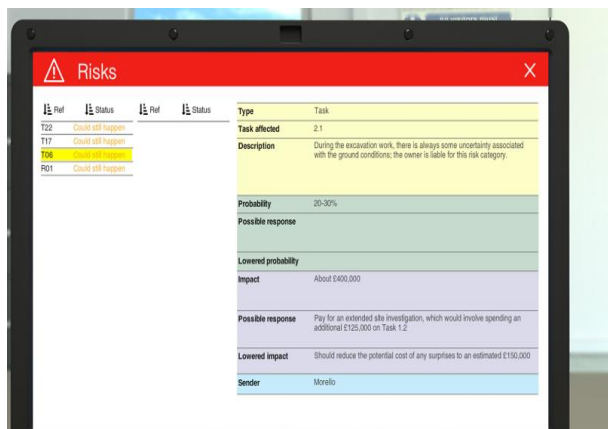 no visitors must
Risks X
Ref Status Ref Status
T22 Could still happen
T17 Could still happen
T06 Could still happen
R01 Could still happen
Type Task
Task affected 2.1
Description During the excavation work, there is always some uncertainty associated
with the ground conditions; the owner is liable for this risk category.
Probability 20-30%
Possible response
Lowered probability
Impact About £400,000
Possible response Pay for an extended site investigation, which would involve spending an
additional £125,000 on Task 1.2
Lowered impact Should reduce the potential cost of any surprises to an estimated £150,000
Sender Morello